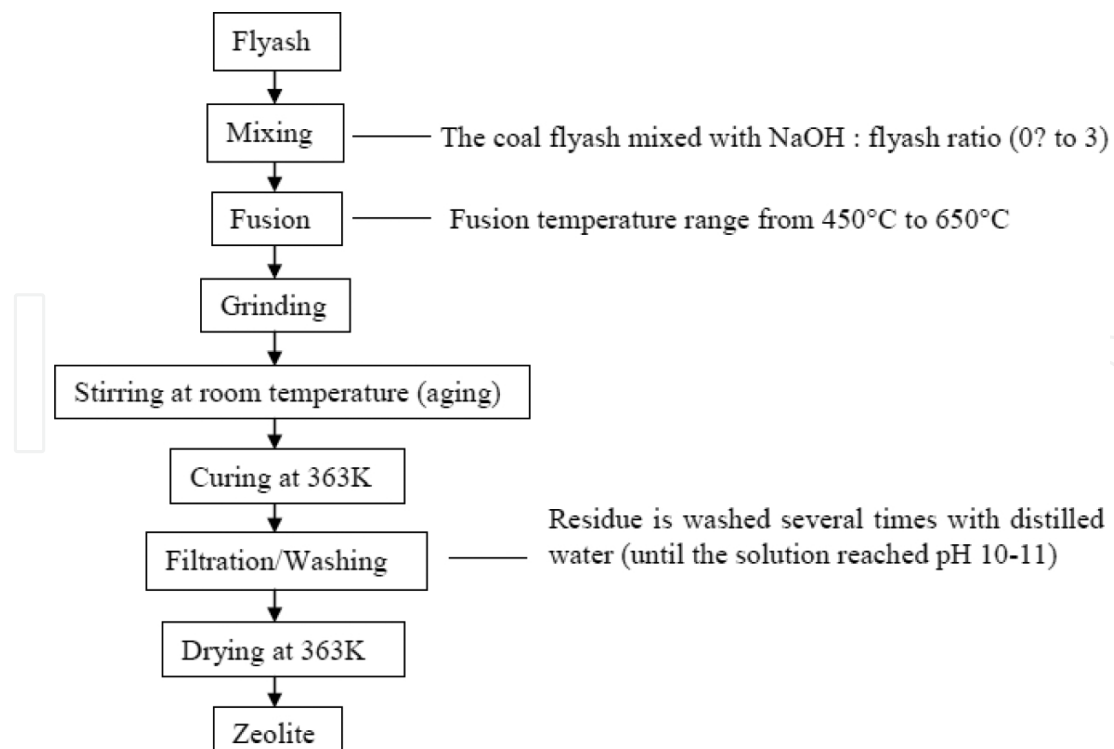 Flyash
Mixing
The coal flyash mixed with NaOH : flyash ratio (0? to 3)
Fusion
Fusion temperature range from 450°C to 650°C
Grinding
Stirring at room temperature (aging)
Curing at 363K
Filtration/Washing
Residue is washed several times with distilled
water (until the solution reached pH 10-11)
Drying at 363K
Zeolite